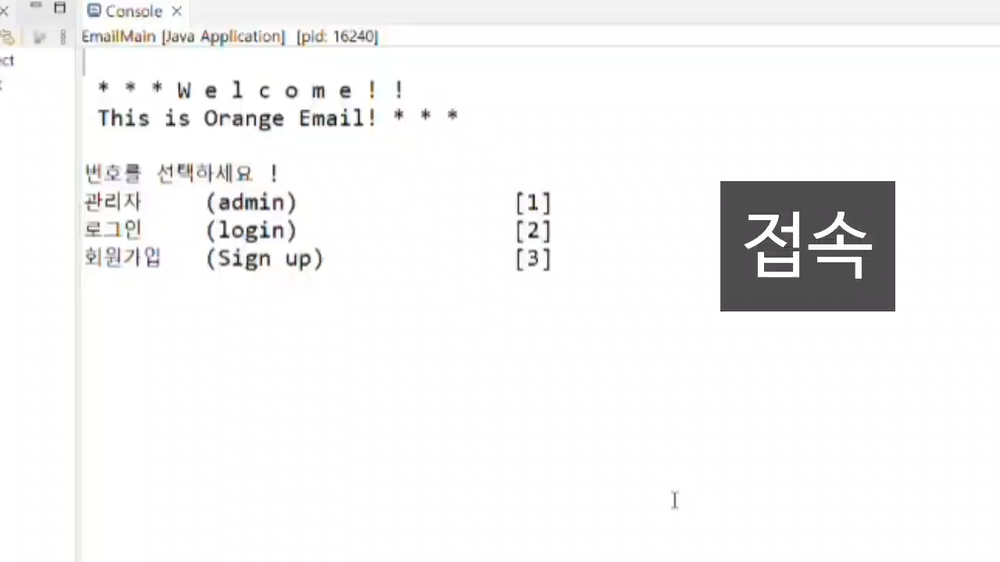 Console
EmailMain [Java Application] [pid: 16240]
ect
* * * W e l c o m e ! !
This is Orange Email! * * *
번호를 선택하세요 !
관리자 (admin) [1]
로그인 (login) [2]
회원가입 (Sign up) [3]
접속